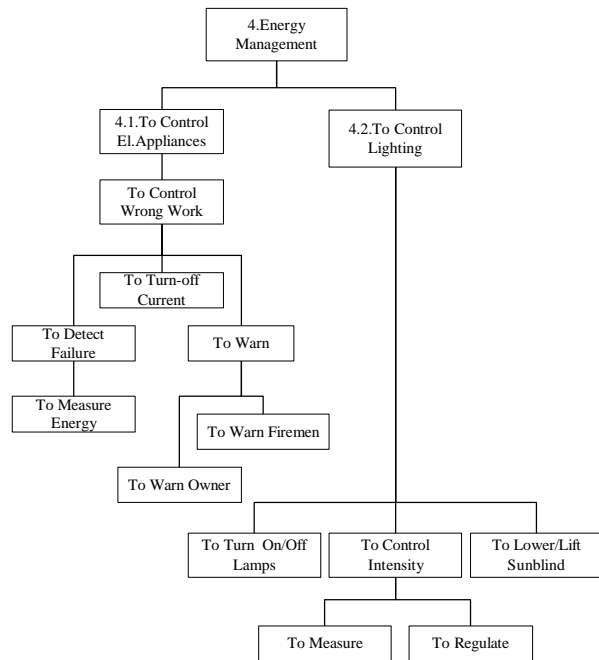 4.Energy
Management
4.1.To Control
El.Appliances
4.2.To Control
Lighting
To Control
Wrong Work
To Turn-off
Current
To Detect
Failure
To Warn
To Measure
Energy
To Warn Firemen
To Warn Owner
To Turn On/Off
Lamps
To Control
Intensity
To Lower/Lift
Sunblind
To Measure
To Regulate